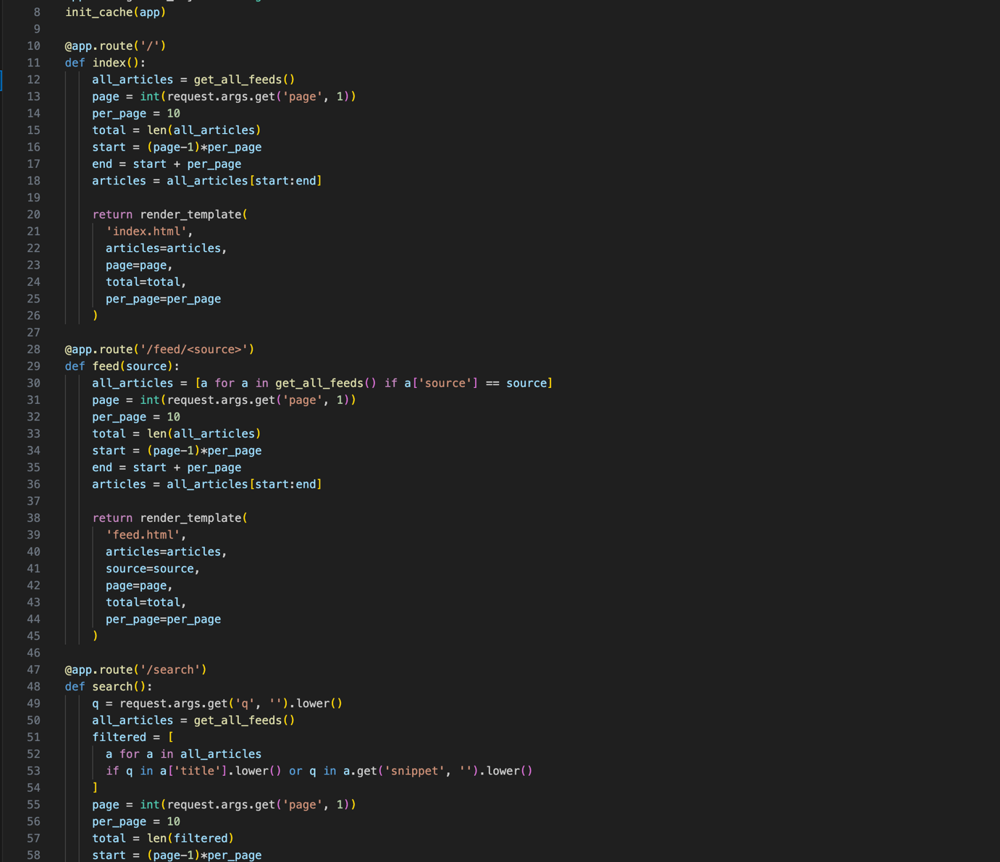 8 init_cache(app)
9
10 @app.route('/')
11 def index():
12     all_articles = get_all_feeds()
13     page = int(request.args.get('page', 1))
14     per_page = 10
15     total = len(all_articles)
16     start = (page-1)*per_page
17     end = start + per_page
18     articles = all_articles[start:end]
19
20     return render_template(
21       'index.html',
22       articles=articles,
23       page=page,
24       total=total,
25       per_page=per_page
26     )
27
28 @app.route('/feed/<source>')
29 def feed(source):
30     all_articles = [a for a in get_all_feeds() if a['source'] == source]
31     page = int(request.args.get('page', 1))
32     per_page = 10
33     total = len(all_articles)
34     start = (page-1)*per_page
35     end = start + per_page
36     articles = all_articles[start:end]
37
38     return render_template(
39       'feed.html',
40       articles=articles,
41       source=source,
42       page=page,
43       total=total,
44       per_page=per_page
45     )
46
47 @app.route('/search')
48 def search():
49     q = request.args.get('q', '').lower()
50     all_articles = get_all_feeds()
51     filtered = [
52       a for a in all_articles
53       if q in a['title'].lower() or q in a.get('snippet', '').lower()
54     ]
55     page = int(request.args.get('page', 1))
56     per_page = 10
57     total = len(filtered)
58     start = (page-1)*per_page